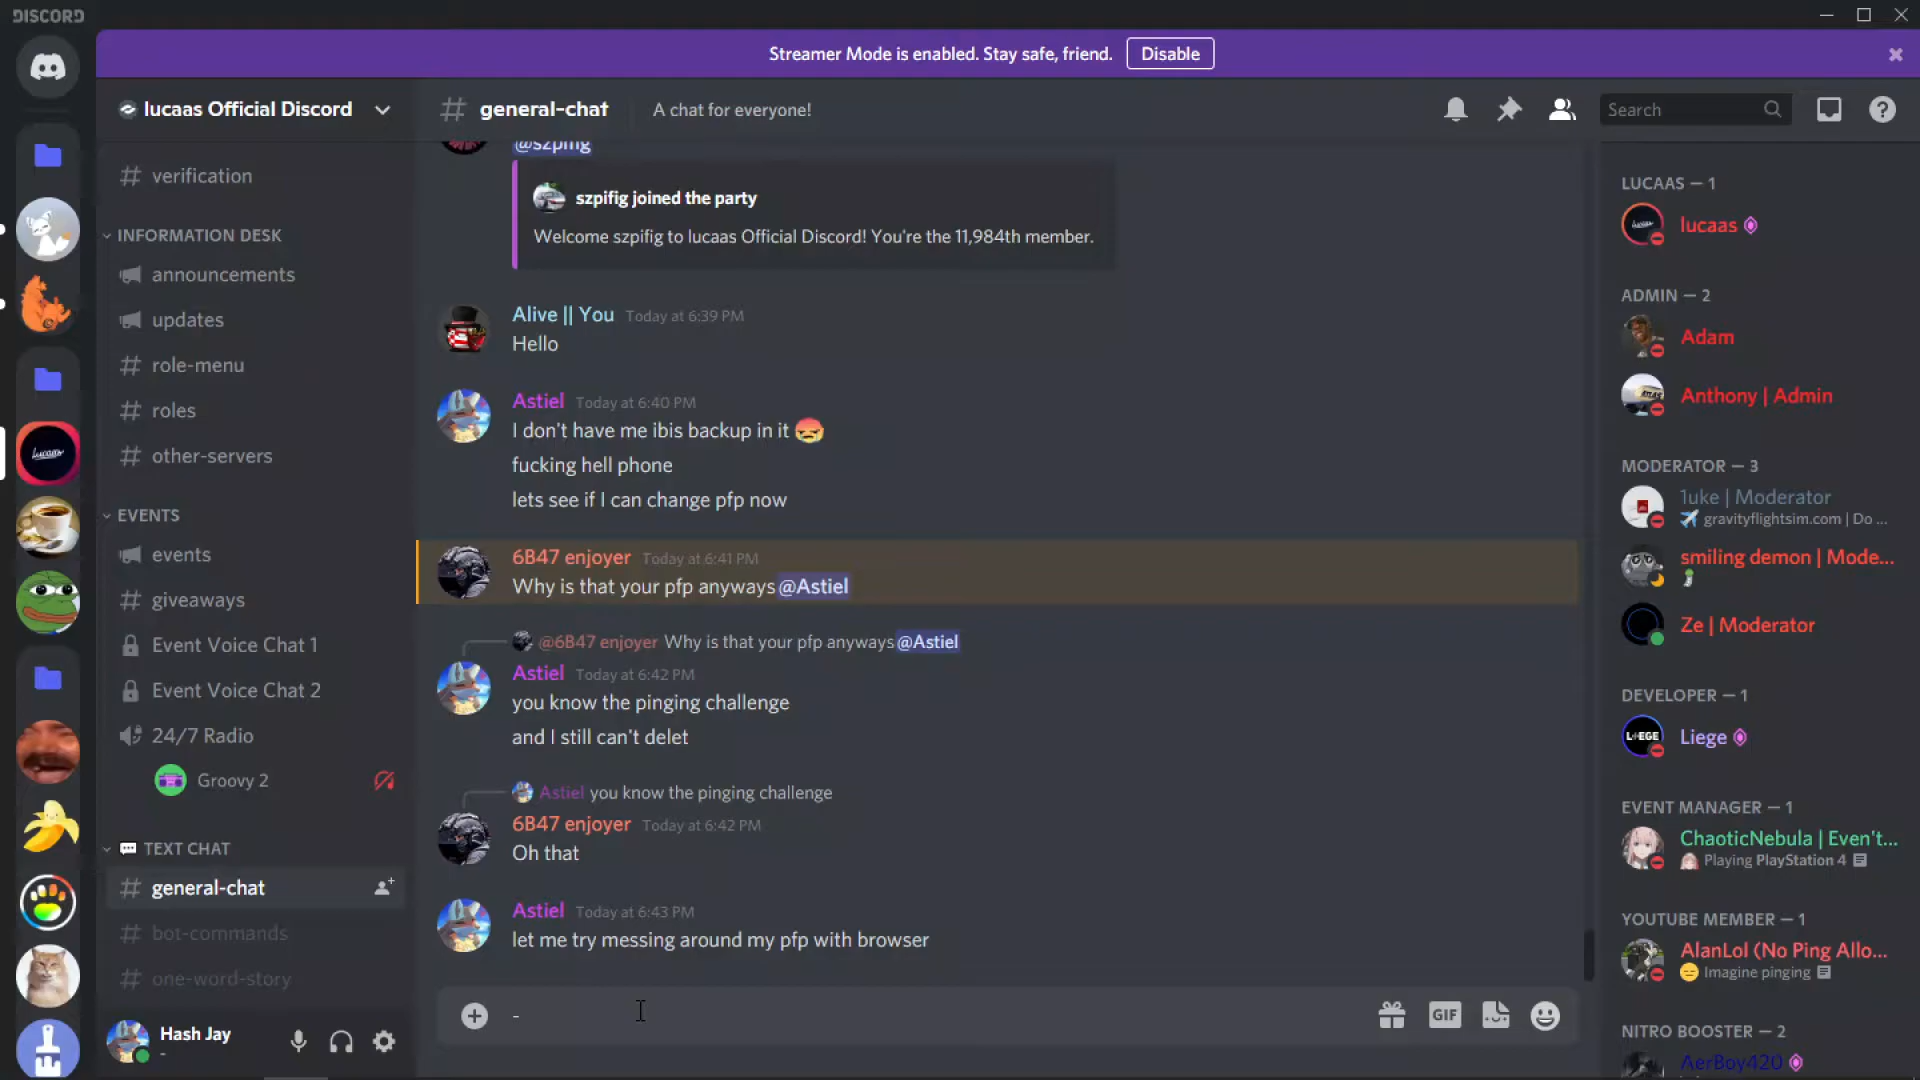 DISCORD
Streamer Mode is enabled. Stay safe, friend. Disable
lucaas Official Discord
general-chat
A chat for everyone!
Search
verification
INFORMATION DESK
announcements
updates
role-menu
roles
other-servers
EVENTS
events
giveaways
Event Voice Chat 1
Event Voice Chat 2
24/7 Radio
Groovy 2
TEXT CHAT
general-chat
bot-commands
one-word-story
Hash Jay
-
@szpifig
szpifig joined the party
Welcome szpifig to lucaas Official Discord! You're the 11,984th member.
Alive || You Today at 6:39 PM
Hello
Astiel Today at 6:40 PM
I don't have me ibis backup in it
fucking hell phone
lets see if I can change pfp now
6B47 enjoyer Today at 6:41 PM
Why is that your pfp anyways @Astiel
@6B47 enjoyer Why is that your pfp anyways @Astiel
Astiel Today at 6:42 PM
you know the pinging challenge
and I still can't delet
Astiel you know the pinging challenge
6B47 enjoyer Today at 6:42 PM
Oh that
Astiel Today at 6:43 PM
let me try messing around my pfp with browser
-
GIF
LUCAAS — 1
lucaas
ADMIN — 2
Adam
Anthony | Admin
MODERATOR — 3
1uke | Moderator
gravityflightsim.com | Do ...
smiling demon | Mode...
Ze | Moderator
DEVELOPER — 1
Liege
EVENT MANAGER — 1
ChaoticNebula | Even't...
Playing PlayStation 4
YOUTUBE MEMBER — 1
AlanLol (No Ping Allo...
Imagine pinging
NITRO BOOSTER — 2
AerBoy420